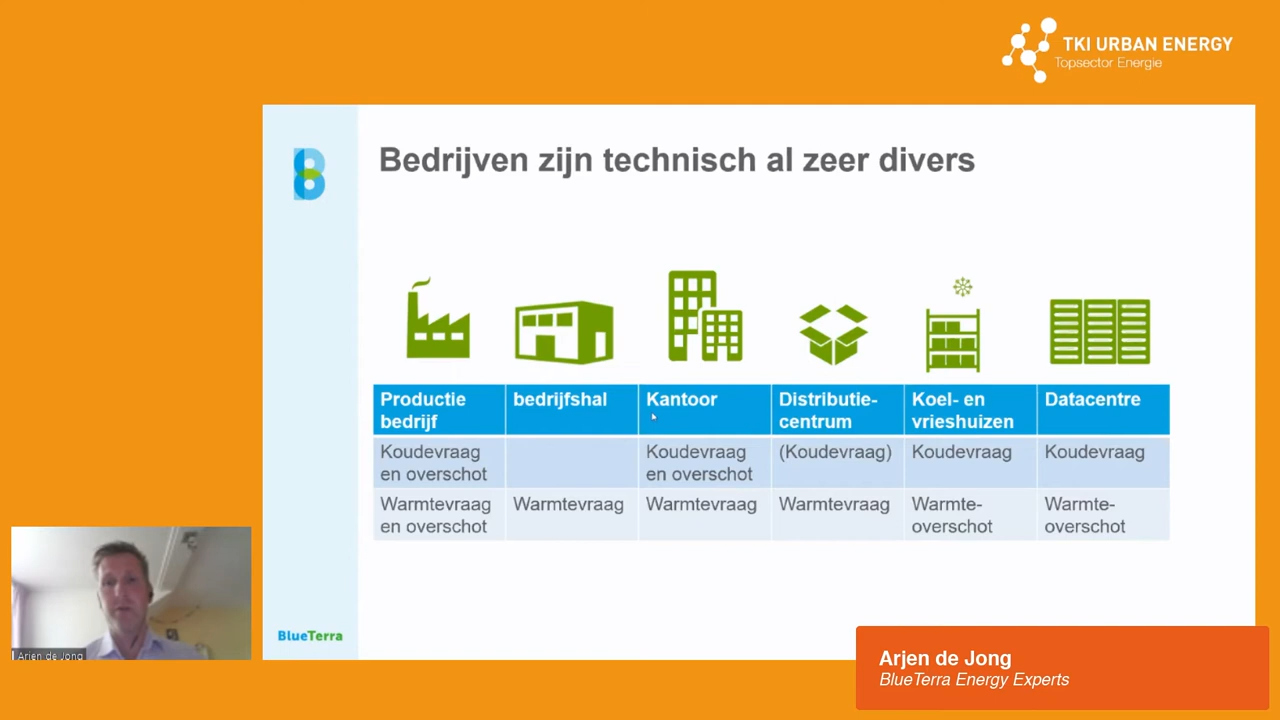 TKI URBAN ENERGY
Topsector Energie
Bedrijven zijn technisch al zeer divers
Productie bedrijf
bedrijfshal
Kantoor
Distributie-centrum
Koel- en vrieshuizen
Datacentre
Koudevraag en overschot
Koudevraag en overschot
(Koudevraag)
Koudevraag
Koudevraag
Warmtevraag en overschot
Warmtevraag
Warmtevraag
Warmtevraag
Warmte-overschot
Warmte-overschot
BlueTerra
Arjen de Jong
Arjen de Jong
BlueTerra Energy Experts